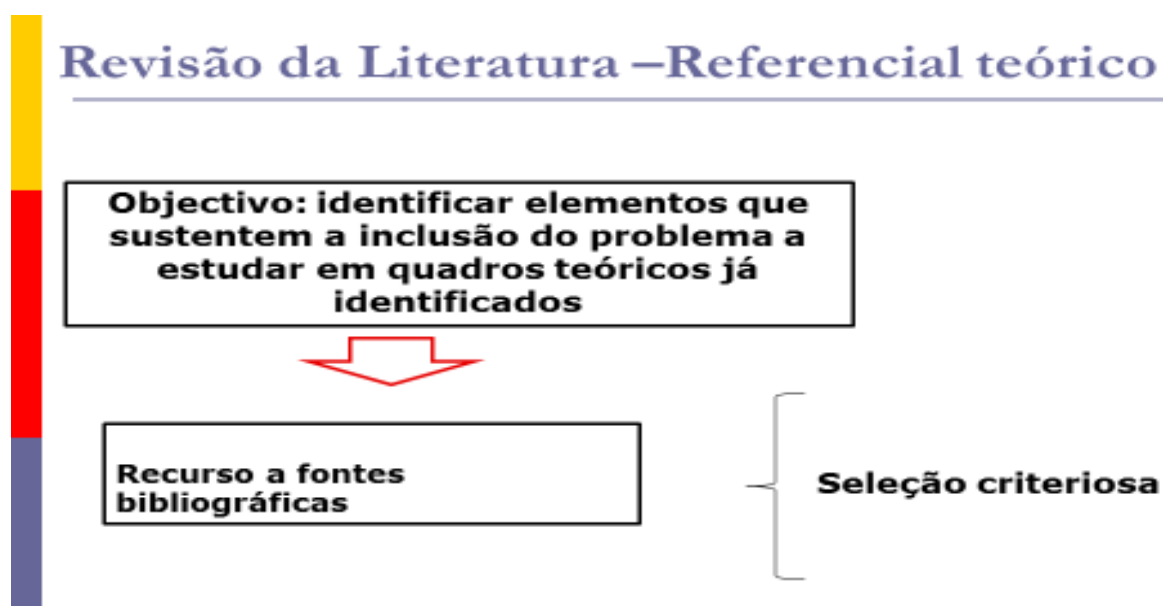 Revisão da Literatura –Referencial teórico
Objectivo: identificar elementos que
sustentem a inclusão do problema a
estudar em quadros teóricos já
identificados
Recurso a fontes
bibliográficas
Seleção criteriosa